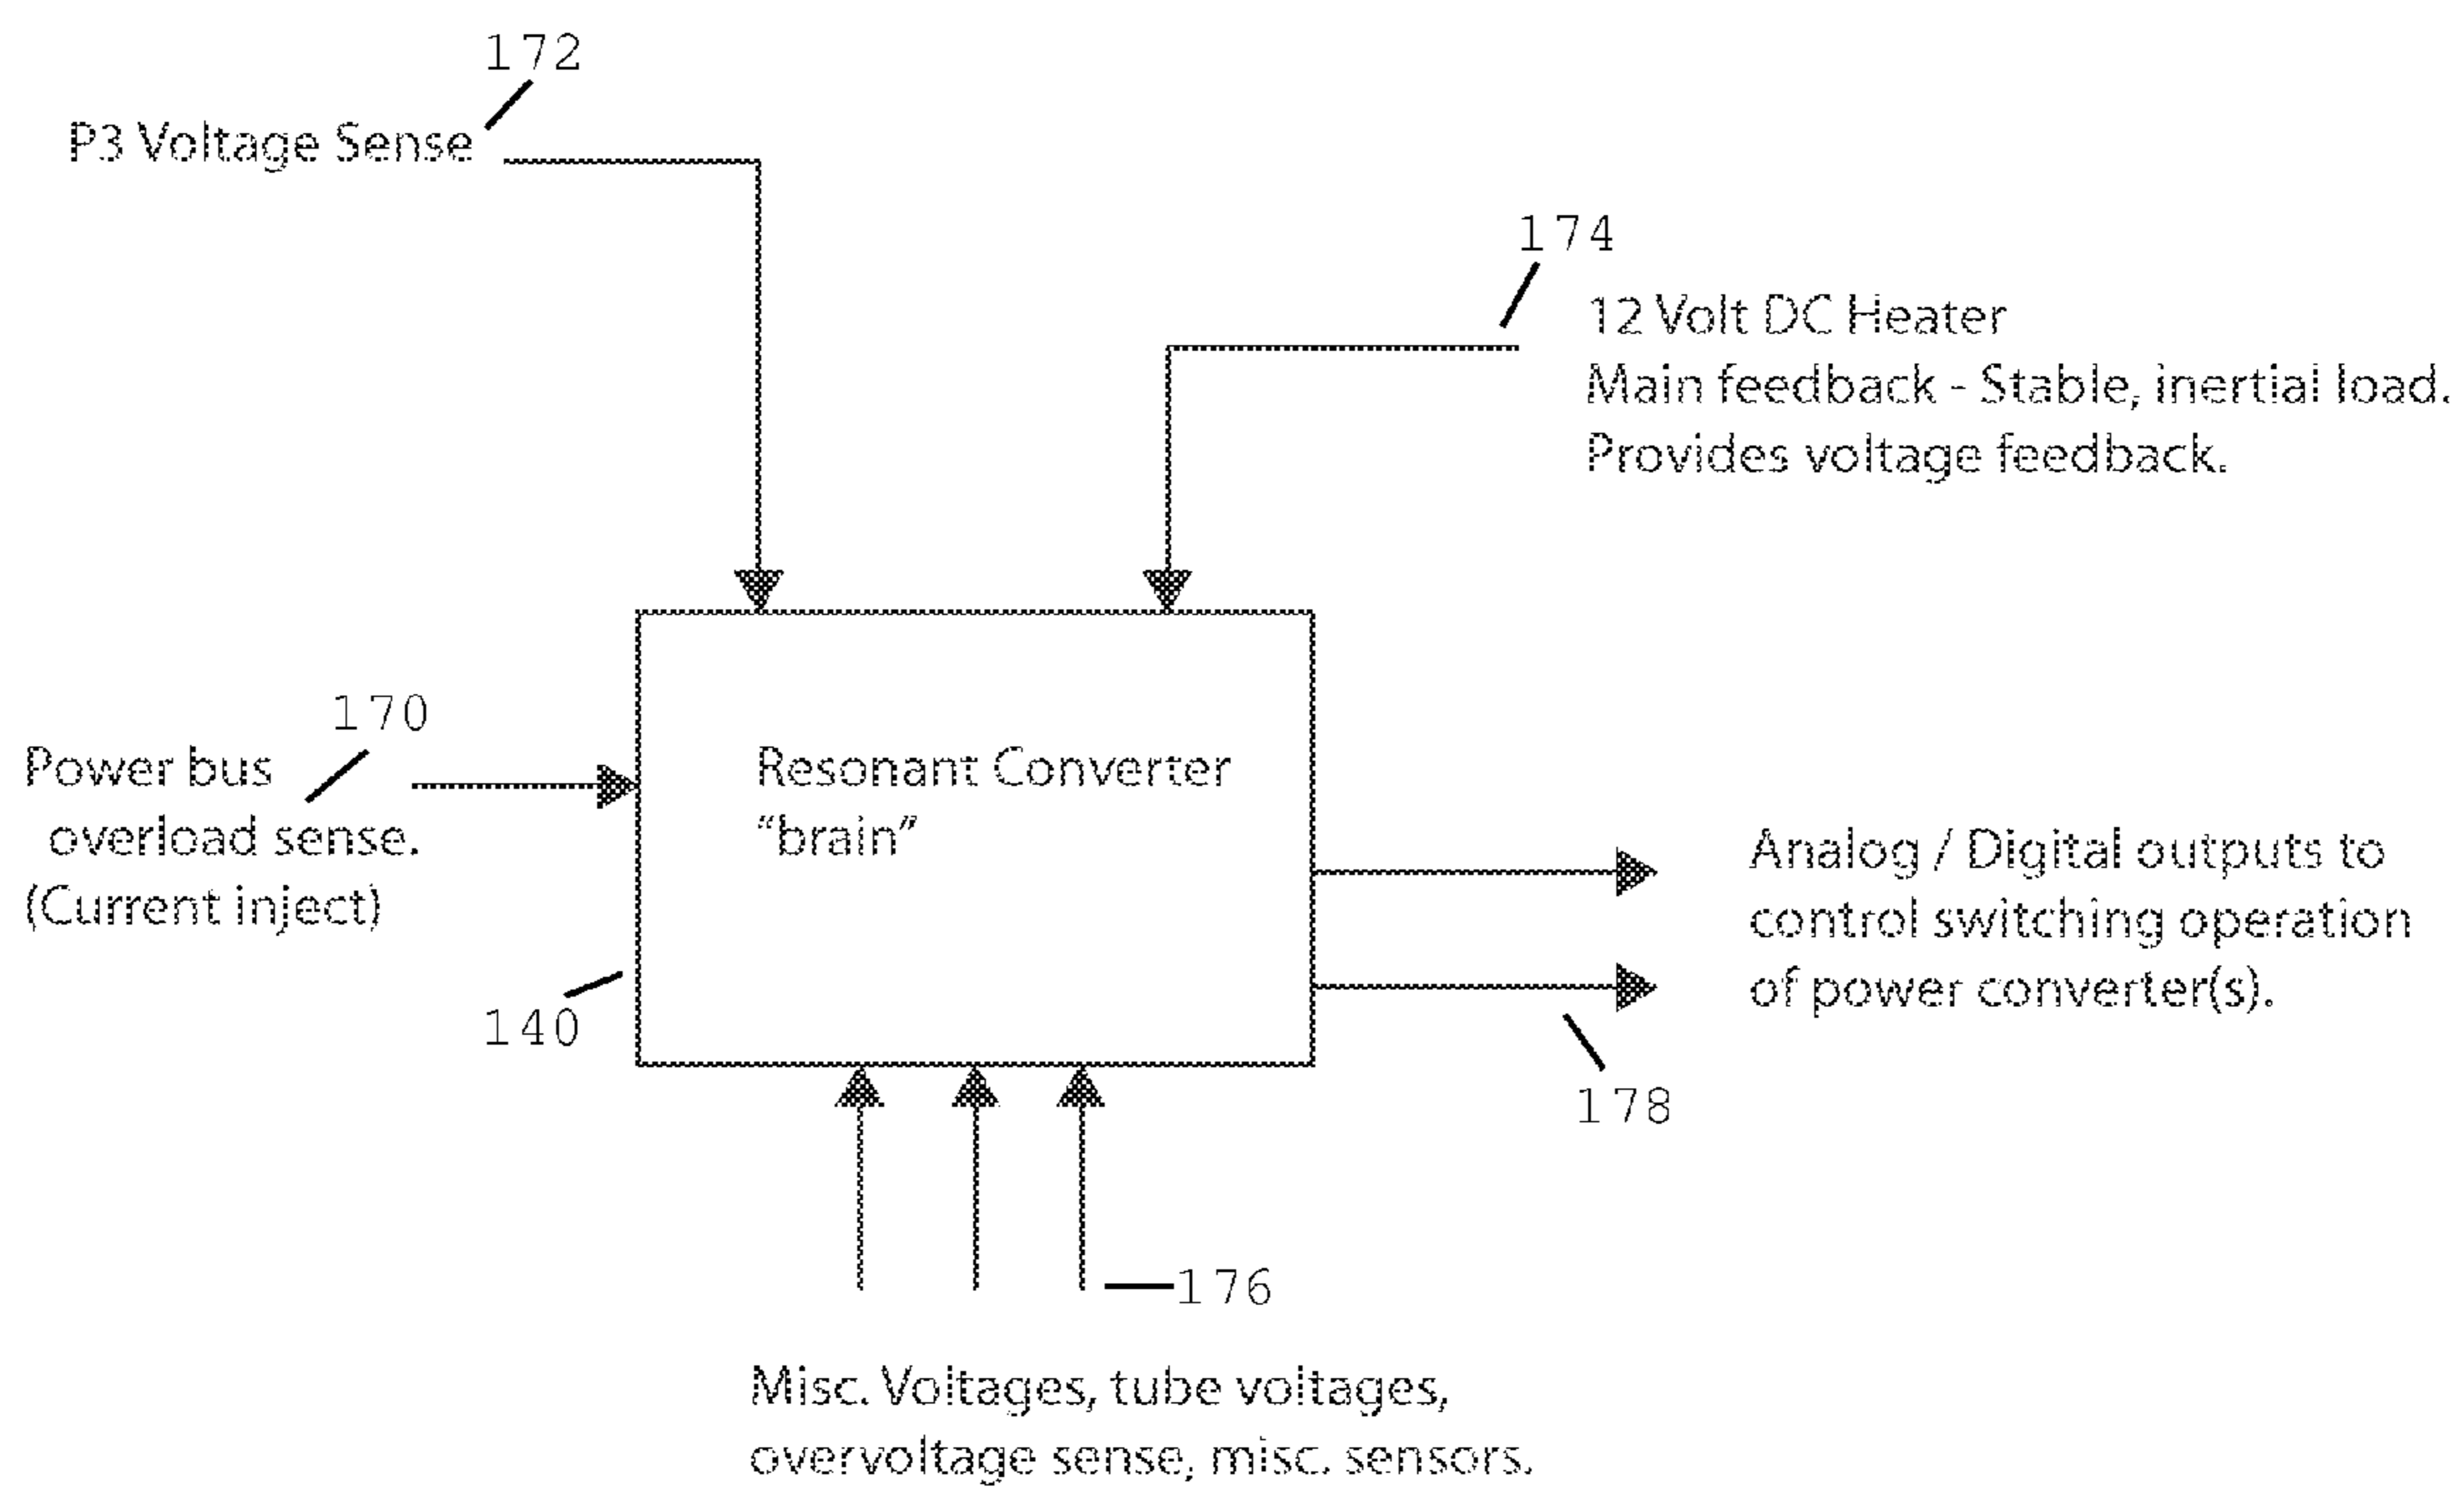 172
P3 Voltage Sense
174
12 Volt DC Heater
Main feedback - Stable, inertial load.
Provides voltage feedback.
170
Power bus
overload sense.
(Current inject)
Resonant Converter
“brain”
140
Analog / Digital outputs to
control switching operation
of power converter(s).
178
176
Misc. Voltages, tube voltages,
overvoltage sense, misc. sensors.